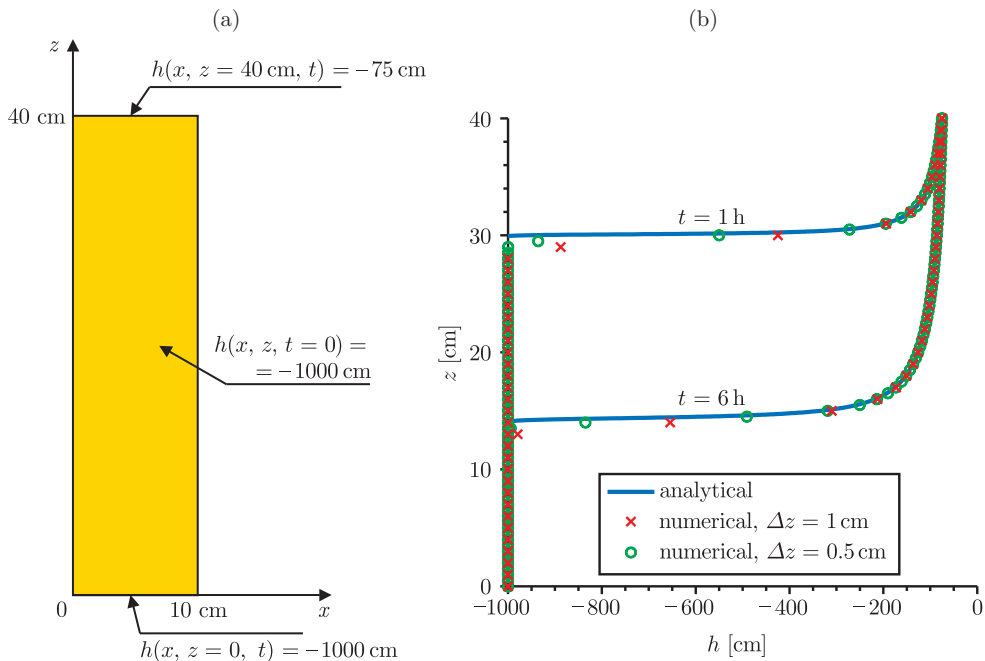 (a)
z
h(x, z = 40 cm, t) = −75 cm
40 cm
h(x, z, t = 0) =
= −1000 cm
0
10 cm
x
h(x, z = 0, t) = −1000 cm
(b)
40
30
20
10
0
z [cm]
t = 1 h
t = 6 h
analytical
numerical, Δz = 1 cm
numerical, Δz = 0.5 cm
−1000
−800
−600
−400
−200
0
h [cm]